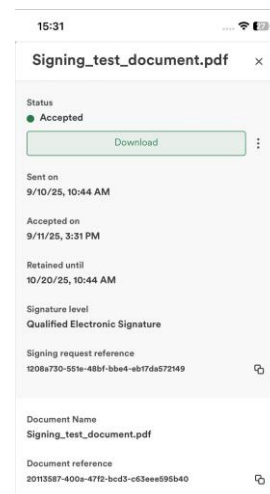 15:31
27
Signing_test_document.pdf
Status
Accepted
Download
Sent on
9/10/25, 10:44 AM
Accepted on
9/11/25, 3:31 PM
Retained until
10/20/25, 10:44 AM
Signature level
Qualified Electronic Signature
Signing request reference
1208a730-551e-48bf-bbe4-eb17da572149
Document Name
Signing_test_document.pdf
Document reference
20113587-400a-47f2-bcd3-c63eee595b40